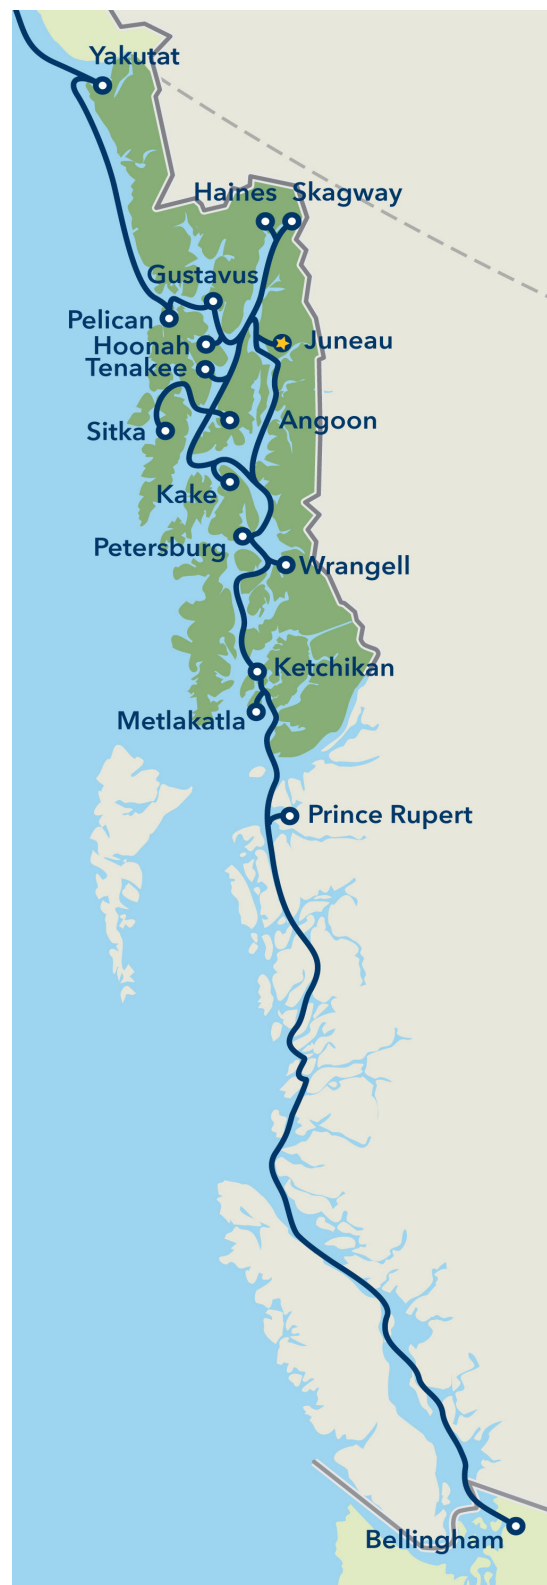 Yakutat
Haines Skagway
Gustavus
Pelican
Hoonah
Juneau
Tenakee
Angoon
Sitka
Kake
Petersburg
Wrangell
Ketchikan
Metlakatla
Prince Rupert
Bellingham